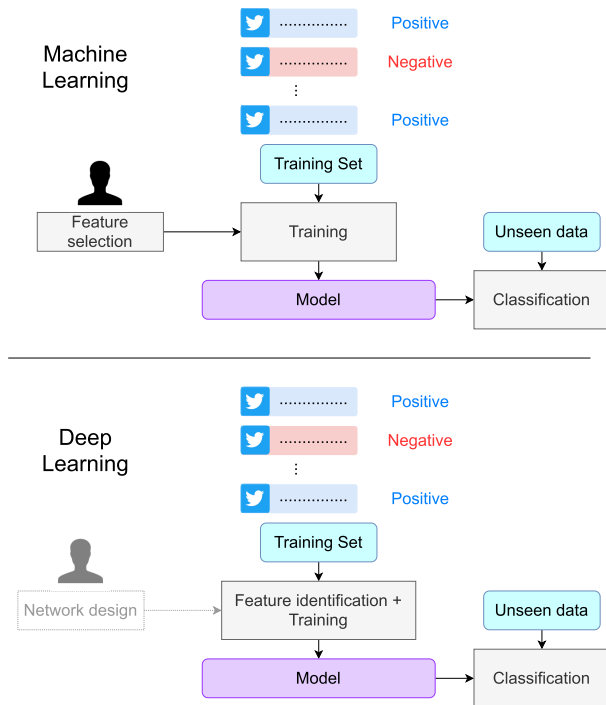 Machine
Learning
Positive
Negative
Positive
Training Set
Feature
selection
Training
Unseen data
Model
Classification
Deep
Learning
Positive
Negative
Positive
Training Set
Network design
Feature identification +
Training
Unseen data
Model
Classification